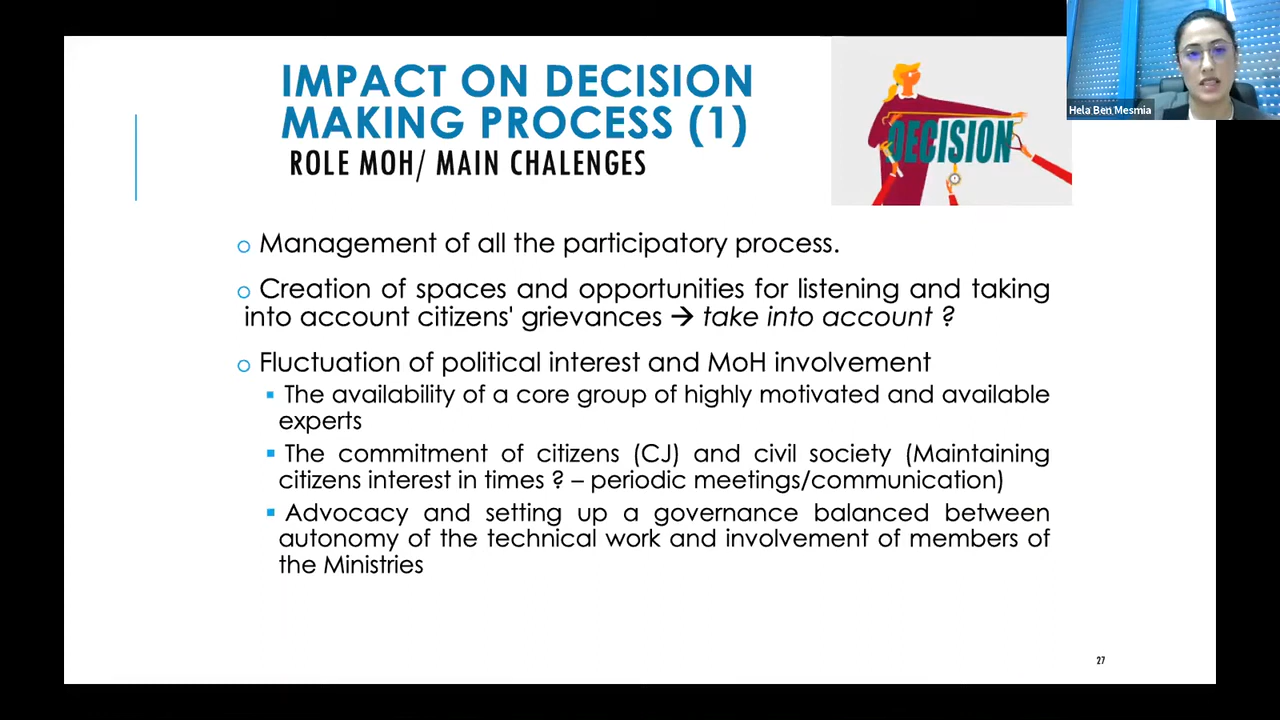 IMPACT ON DECISION
MAKING PROCESS (1)
ROLE MOH/ MAIN CHALENGES
DECISION
Hela Ben Mesmia
o Management of all the participatory process.
o Creation of spaces and opportunities for listening and taking
into account citizens' grievances → take into account ?
o Fluctuation of political interest and MoH involvement
▪ The availability of a core group of highly motivated and available
experts
▪ The commitment of citizens (CJ) and civil society (Maintaining
citizens interest in times ? – periodic meetings/communication)
▪ Advocacy and setting up a governance balanced between
autonomy of the technical work and involvement of members of
the Ministries
27